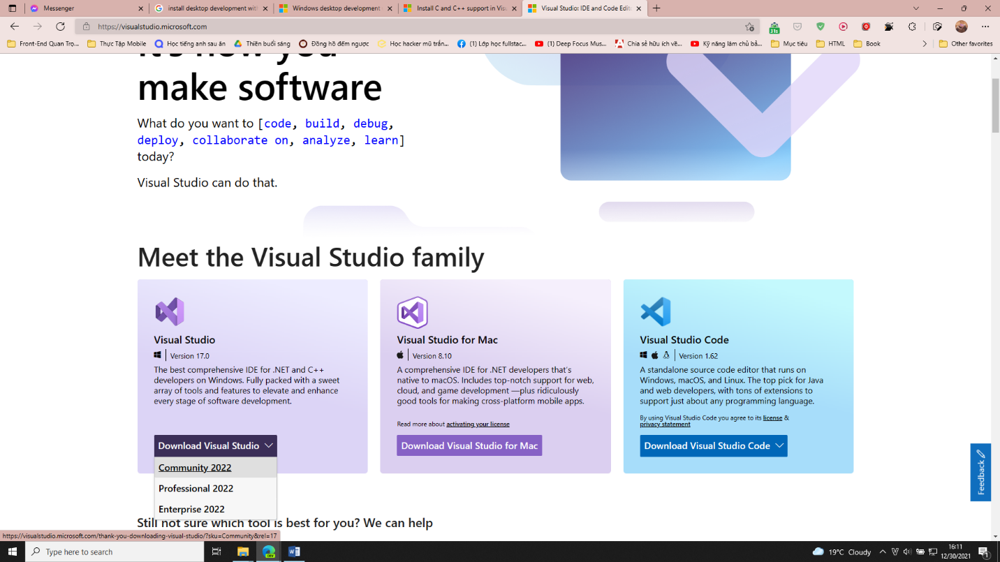 Messenger
install desktop development with
Windows desktop development
Install C and C++ support in Visu
Visual Studio: IDE and Code Edito
https://visualstudio.microsoft.com
31s
Front-End Quan Trọ...
Thực Tập Mobile
Học tiếng anh sau án
Thiền buổi sáng
Đồng hồ đếm ngược
Học hacker mũ trắn...
(1) Lớp học fullstac...
(1) Deep Focus Mus...
Chia sẻ hữu ích về...
Kỹ năng làm chủ bả...
Mục tiêu
HTML
Book
Other favorites
It's how you
make software
What do you want to [code, build, debug,
deploy, collaborate on, analyze, learn]
today?
Visual Studio can do that.
Meet the Visual Studio family
Visual Studio
Version 17.0
The best comprehensive IDE for .NET and C++
developers on Windows. Fully packed with a sweet
array of tools and features to elevate and enhance
every stage of software development.
Download Visual Studio
Community 2022
Professional 2022
Enterprise 2022
Visual Studio for Mac
Version 8.10
A comprehensive IDE for .NET developers that's
native to macOS. Includes top-notch support for web,
cloud, and game development —plus ridiculously
good tools for making cross-platform mobile apps.
Read more about activating your license
Download Visual Studio for Mac
Visual Studio Code
Version 1.62
A standalone source code editor that runs on
Windows, macOS, and Linux. The top pick for Java
and web developers, with tons of extensions to
support just about any programming language.
By using Visual Studio Code you agree to its license &
privacy statement
Download Visual Studio Code
Feedback
Still not sure which tool is best for you? We can help
https://visualstudio.microsoft.com/thank-you-downloading-visual-studio/?sku=Community&rel=17
Type here to search
DEV
19°C Cloudy
16:11
12/30/2021
1